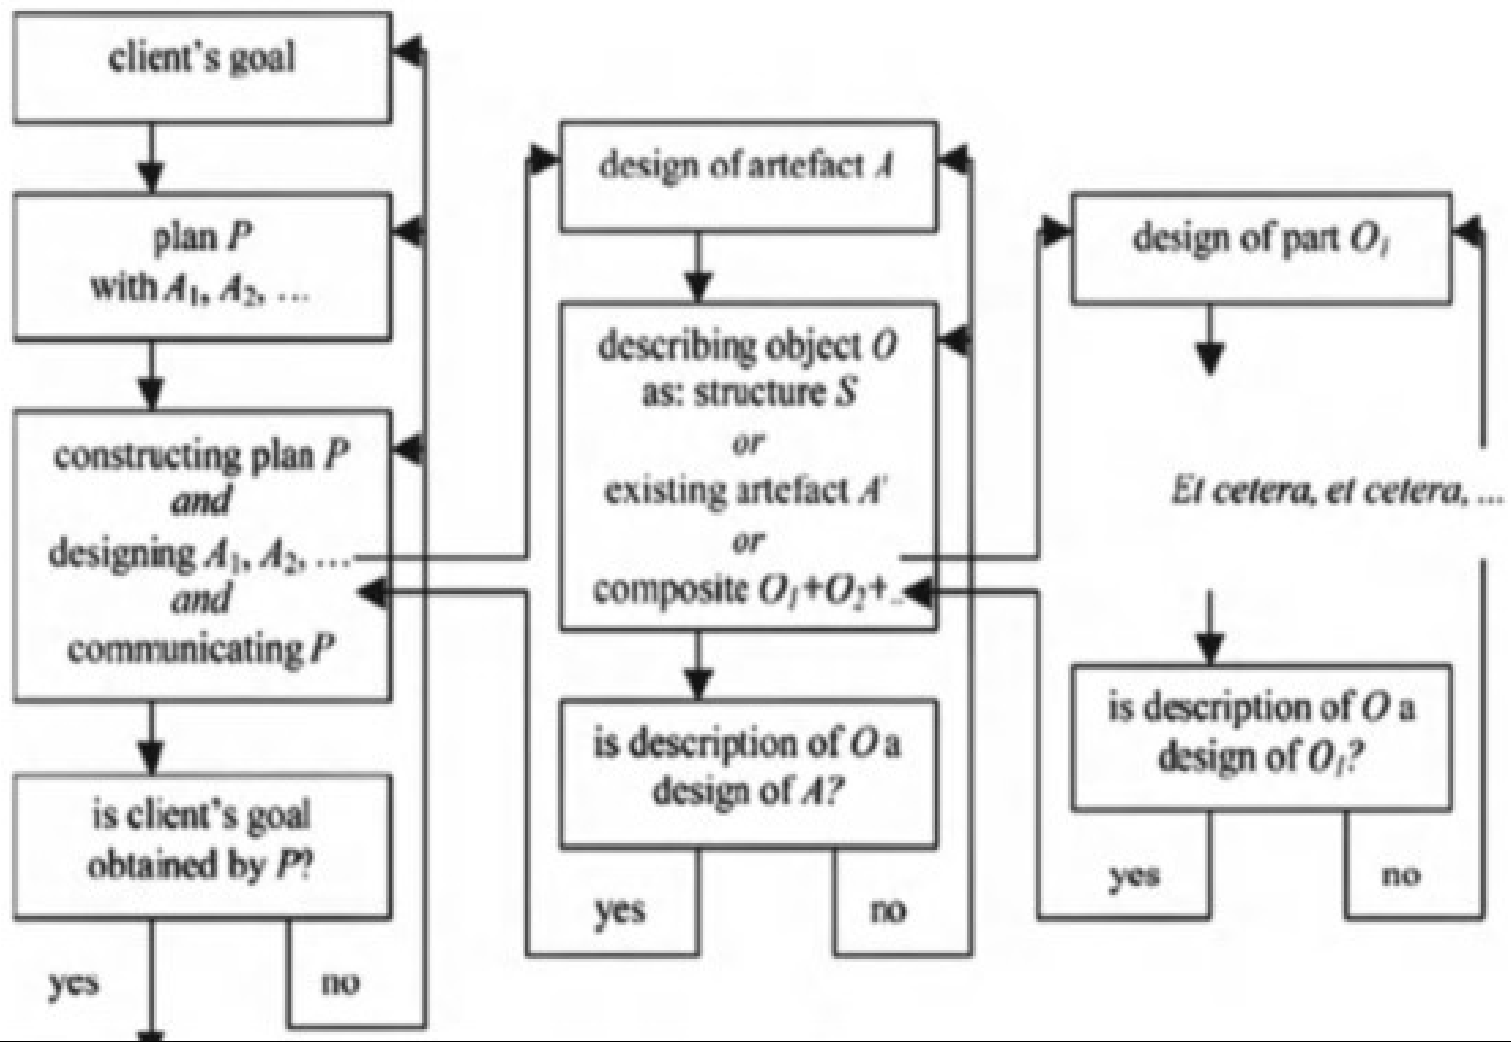 client's goal
plan P
with A₁, A₂, ...
constructing plan P
and
designing A₁, A₂, ...
and
communicating P
is client's goal
obtained by P?
yes
no
design of artefact A
describing object O
as: structure S
or
existing artefact A'
or
composite O₁+O₂+..
is description of O a
design of A?
yes
no
design of part O₁
Et cetera, et cetera, ...
is description of O a
design of O₁?
yes
no